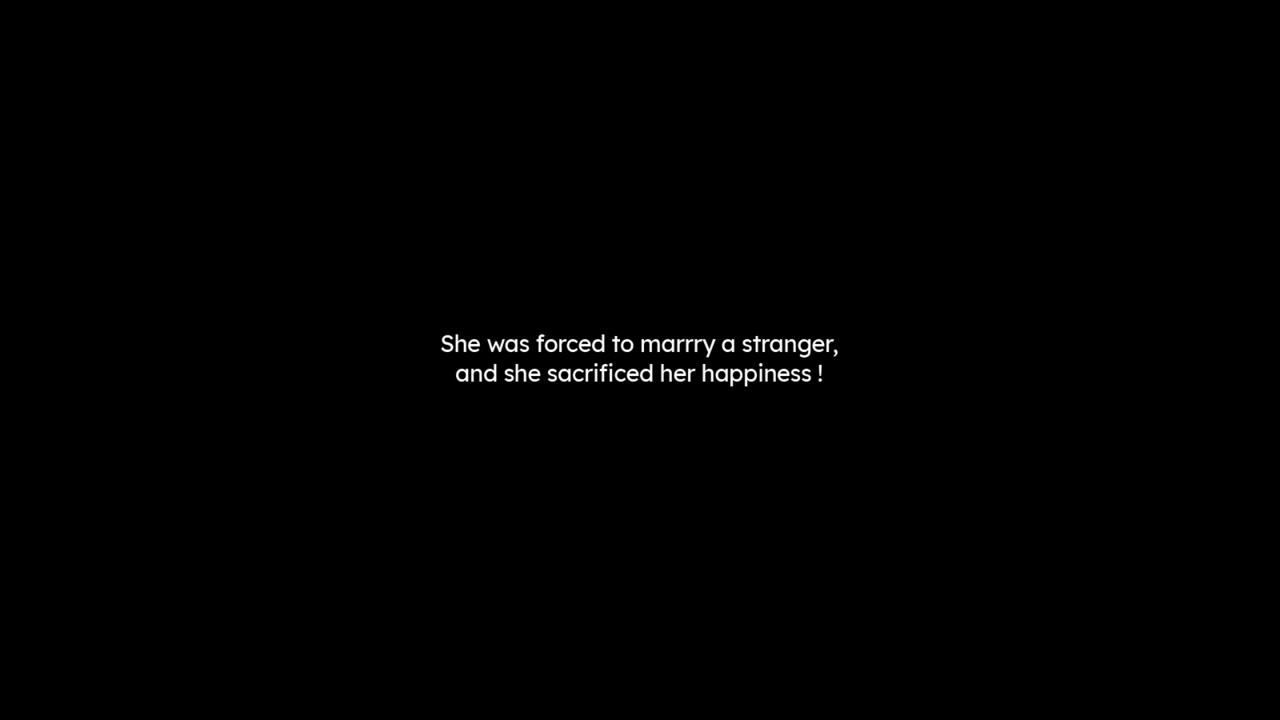 She was forced to marrry a stranger,
and she sacrificed her happiness !